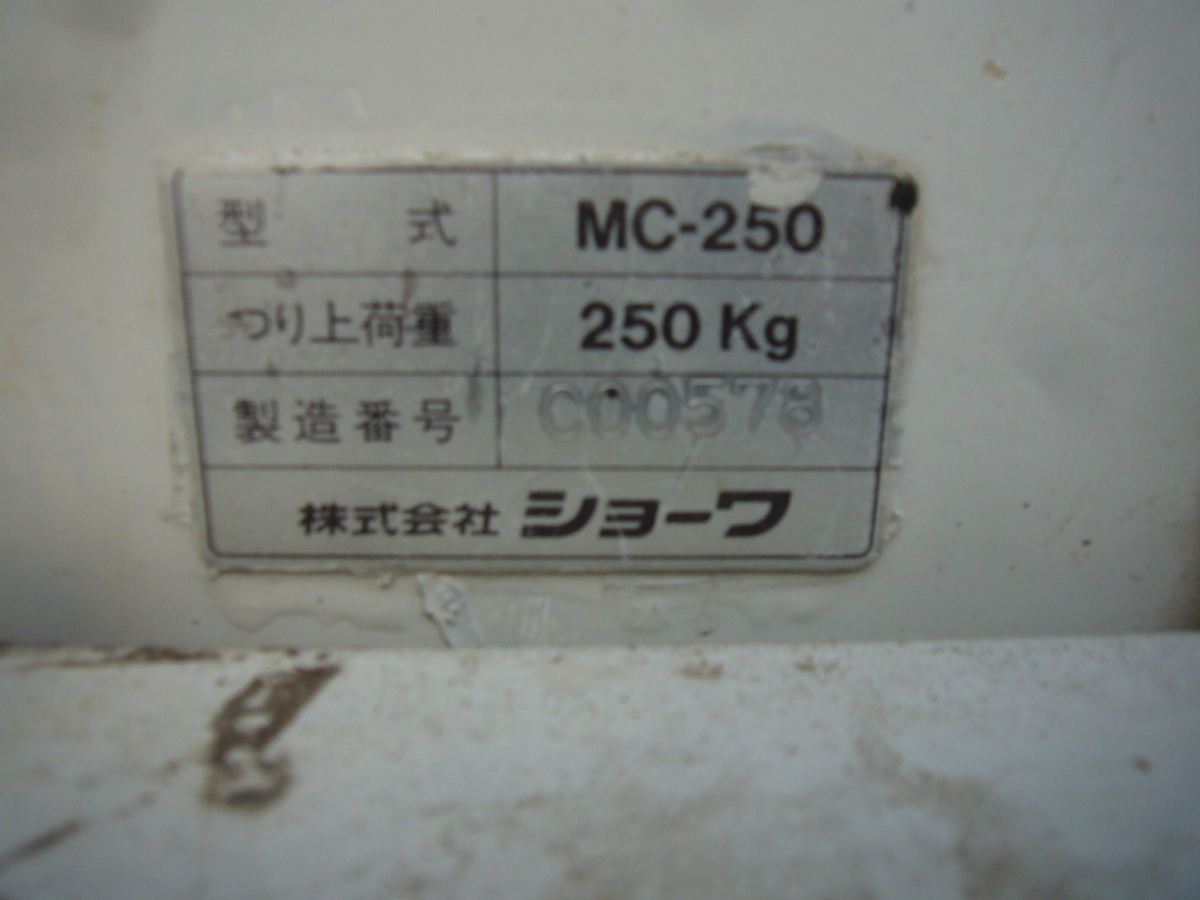 型式 MC-250
つり上荷重 250 Kg
製造番号 C00578
株式会社 ショーワ